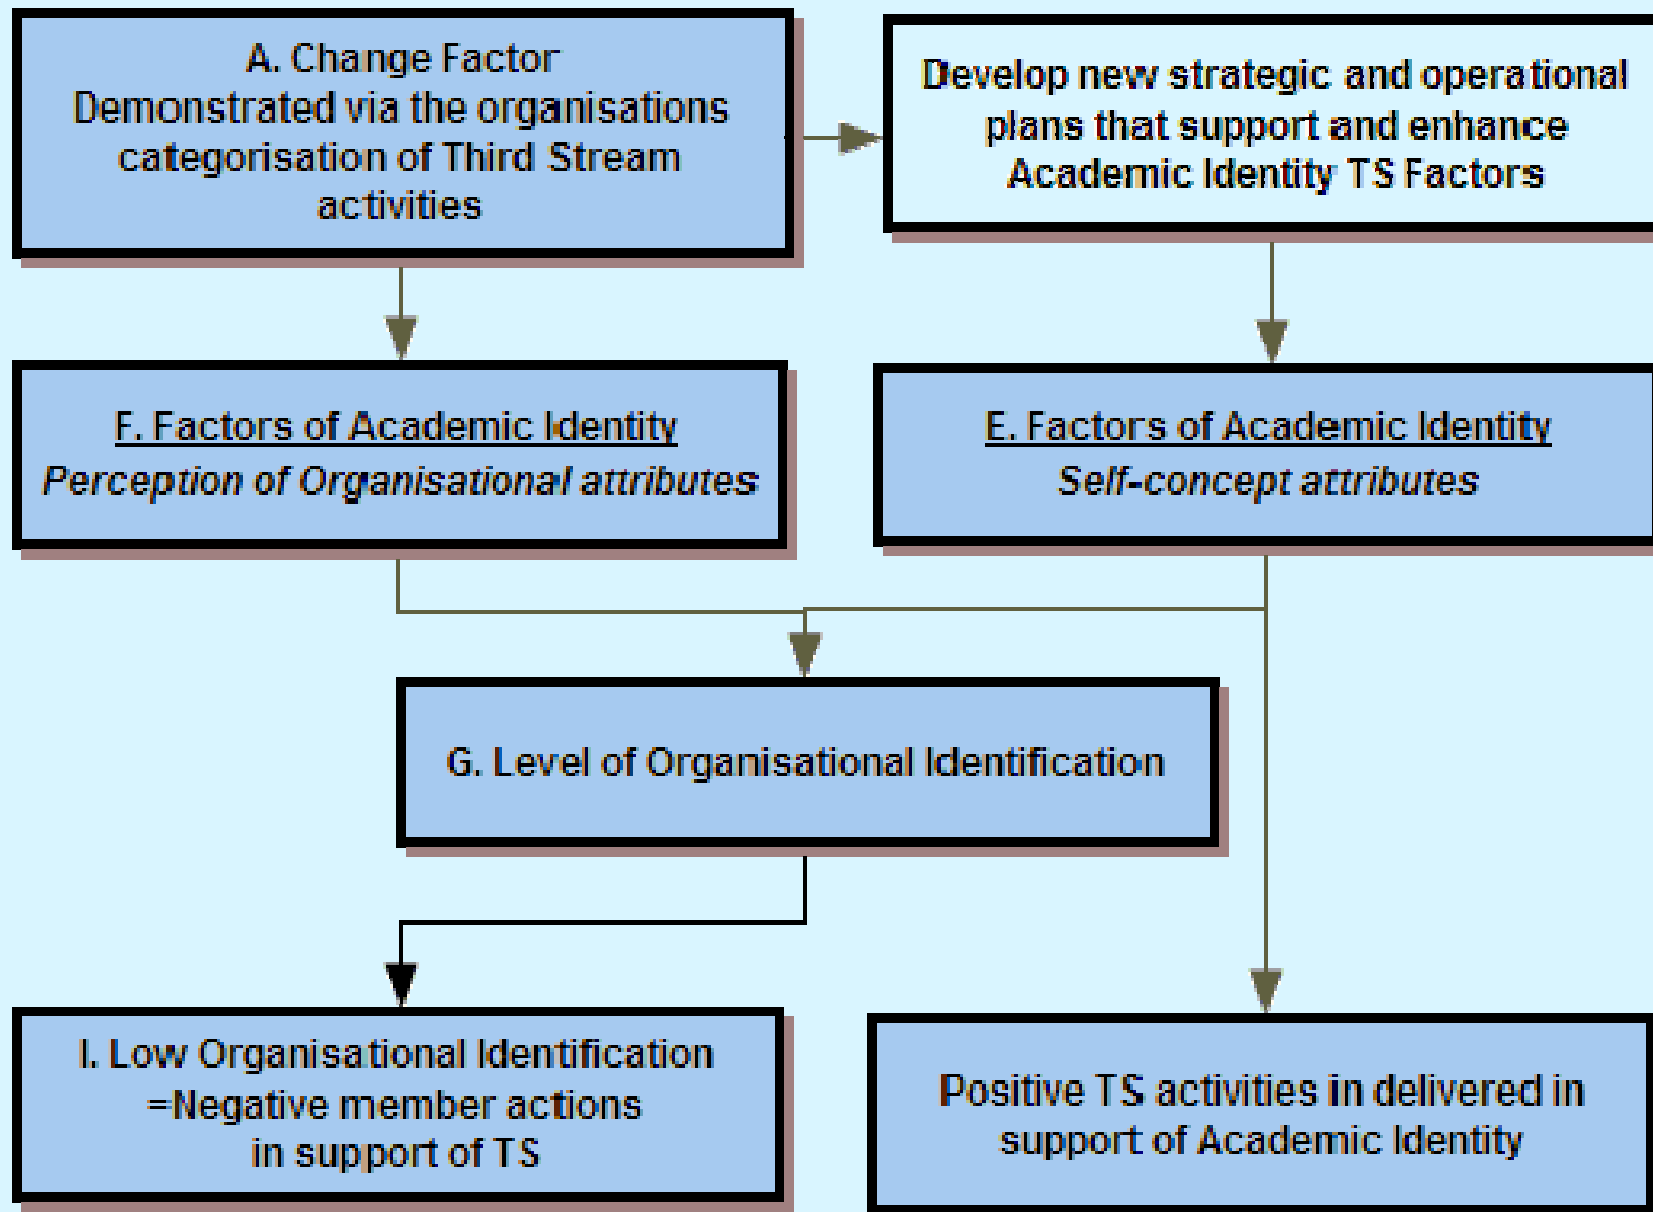 A. Change Factor
Demonstrated via the organisations
categorisation of Third Stream
activities
Develop new strategic and operational
plans that support and enhance
Academic Identity TS Factors
F. Factors of Academic Identity
Perception of Organisational attributes
E. Factors of Academic Identity
Self-concept attributes
G. Level of Organisational Identification
I. Low Organisational Identification
=Negative member actions
in support of TS
Positive TS activities in delivered in
support of Academic Identity